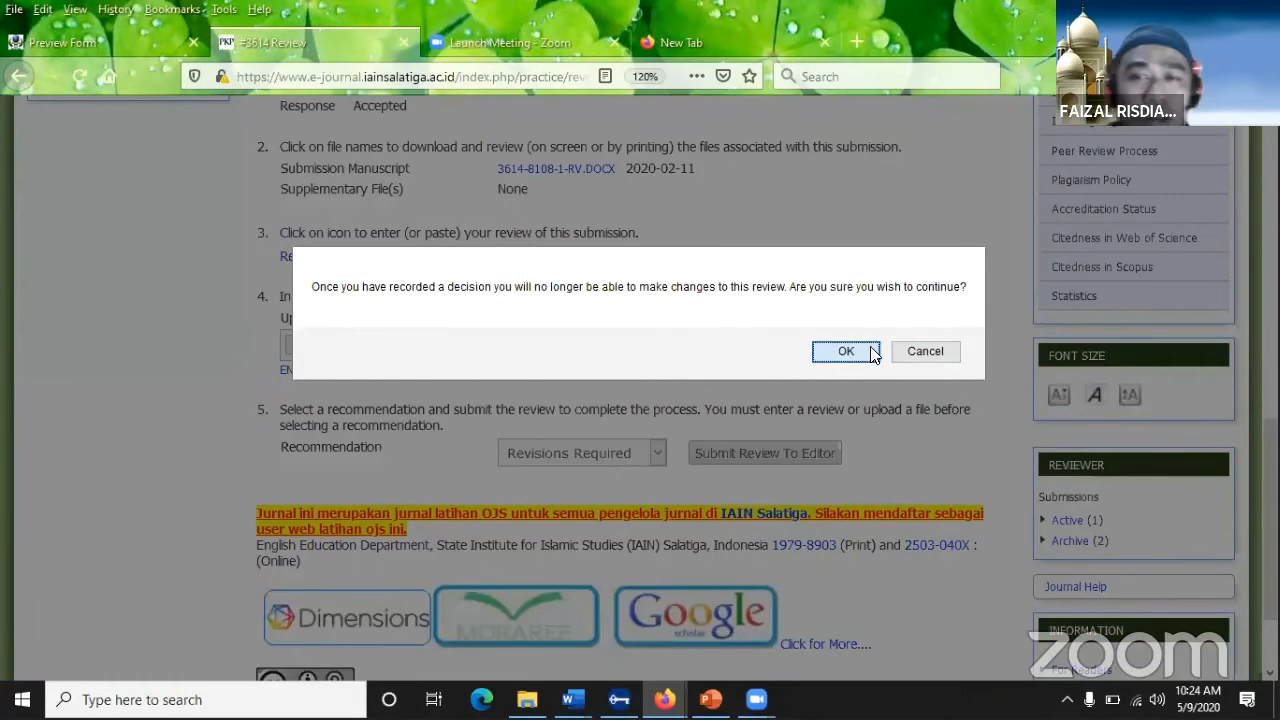 File Edit View History Bookmarks Tools Help
Preview Form
PKP #3614 Review
Launch Meeting - Zoom
New Tab
https://www.e-journal.iainsalatiga.ac.id/index.php/practice/rev
120%
Search
FAIZAL RISDIA...
Response Accepted
2. Click on file names to download and review (on screen or by printing) the files associated with this submission.
Submission Manuscript 3614-8108-1-RV.DOCX 2020-02-11
Supplementary File(s) None
3. Click on icon to enter (or paste) your review of this submission.
Once you have recorded a decision you will no longer be able to make changes to this review. Are you sure you wish to continue?
OK Cancel
5. Select a recommendation and submit the review to complete the process. You must enter a review or upload a file before
selecting a recommendation.
Recommendation Revisions Required Submit Review To Editor
Jurnal ini merupakan jurnal latihan OJS untuk semua pengelola jurnal di IAIN Salatiga. Silakan mendaftar sebagai
user web latihan ojs ini.
English Education Department, State Institute for Islamic Studies (IAIN) Salatiga, Indonesia 1979-8903 (Print) and 2503-040X :
(Online)
Dimensions
MORAREF
Google
scholar
Click for More....
Peer Review Process
Plagiarism Policy
Accreditation Status
Citedness in Web of Science
Citedness in Scopus
Statistics
FONT SIZE
REVIEWER
Submissions
Active (1)
Archive (2)
Journal Help
INFORMATION
For Readers
zoom
Type here to search
10:24 AM
5/9/2020